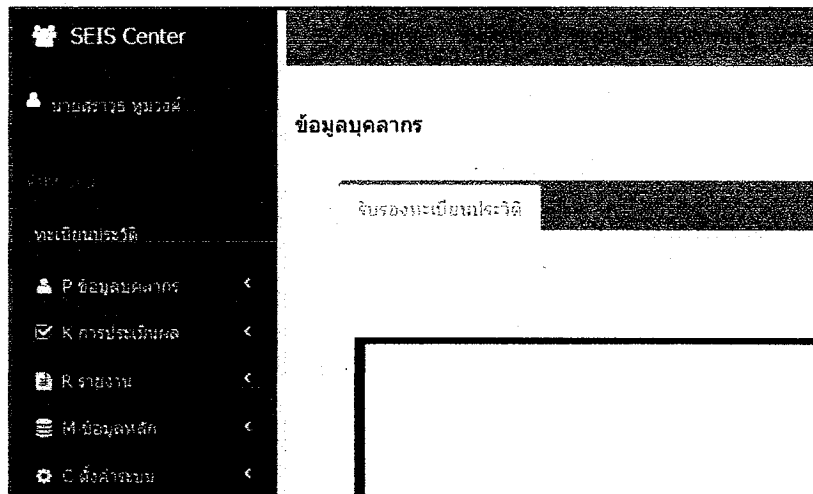 SEIS Center
ข้อมูลบุคลากร
รับรองทะเบียนประวัติ
ทะเบียนประวัติ
P ข้อมูลบุคลากร
K การประเมินผล
R รายงาน
M ข้อมูลหลัก
C ตั้งค่าระบบ